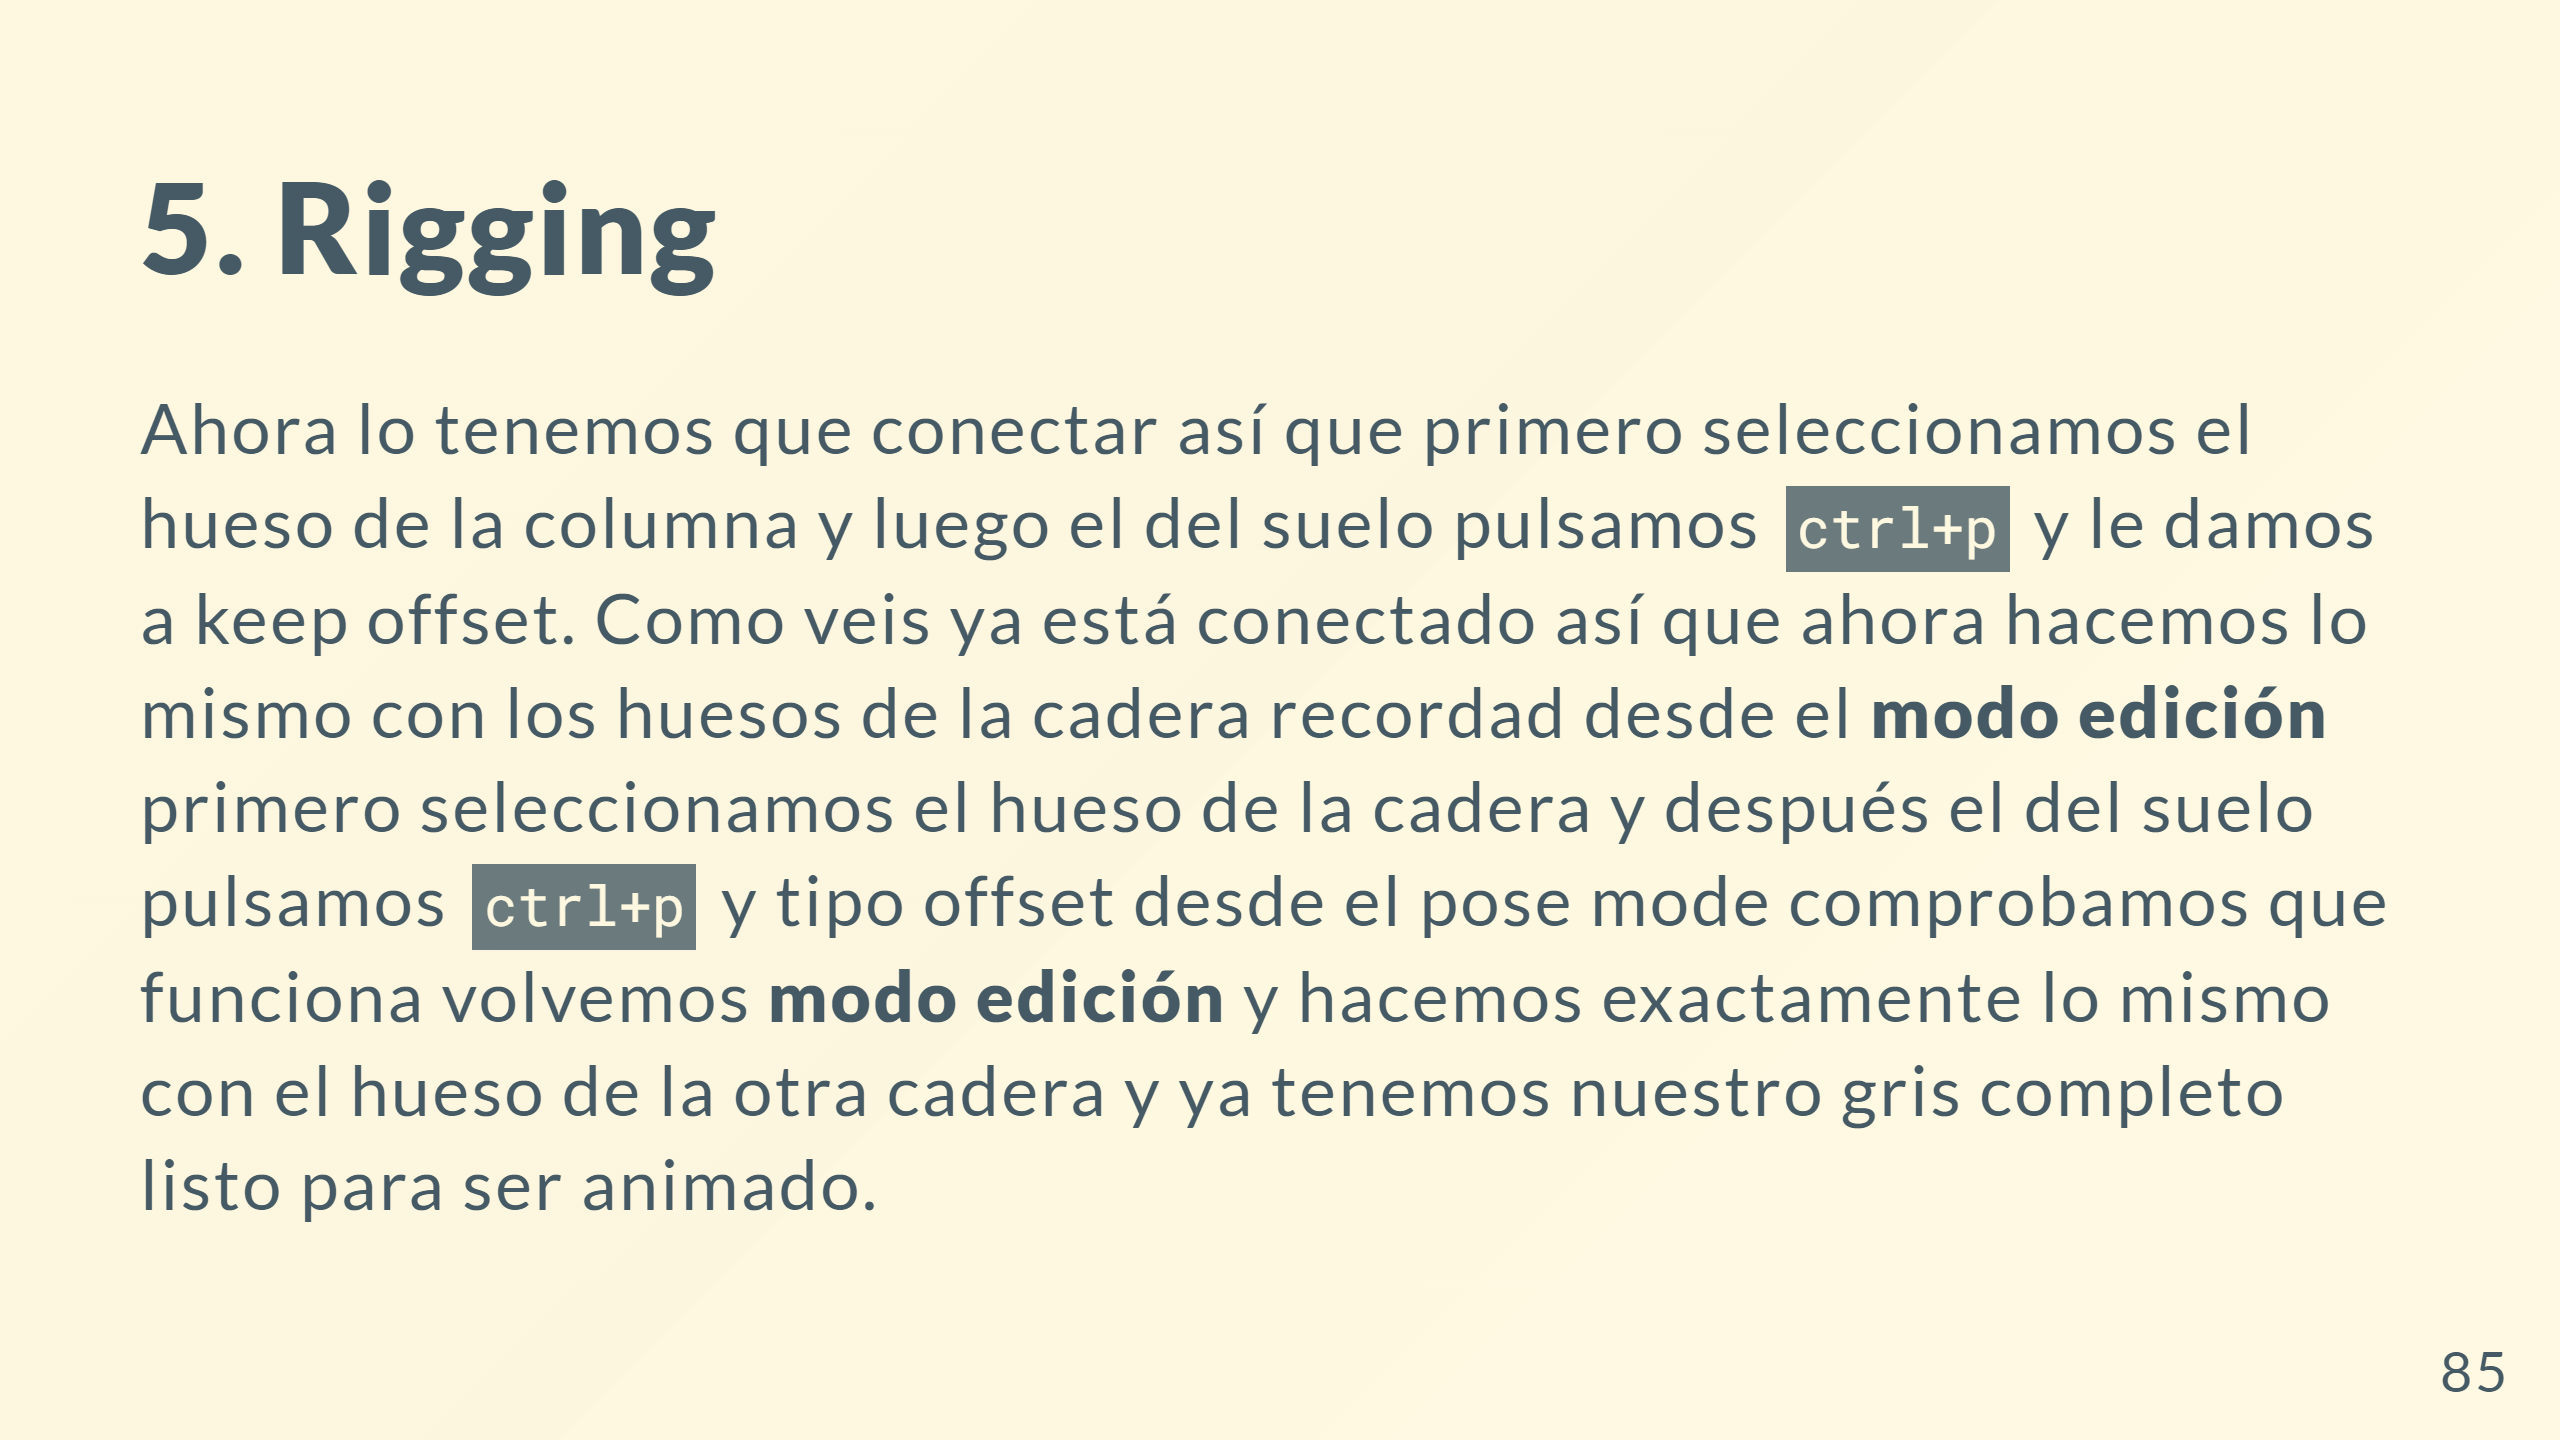 5. Rigging
Ahora lo tenemos que conectar así que primero seleccionamos el
hueso de la columna y luego el del suelo pulsamos ctrl+p y le damos
a keep offset. Como veis ya está conectado así que ahora hacemos lo
mismo con los huesos de la cadera recordad desde el modo edición
primero seleccionamos el hueso de la cadera y después el del suelo
pulsamos ctrl+p y tipo offset desde el pose mode comprobamos que
funciona volvemos modo edición y hacemos exactamente lo mismo
con el hueso de la otra cadera y ya tenemos nuestro gris completo
listo para ser animado.
85